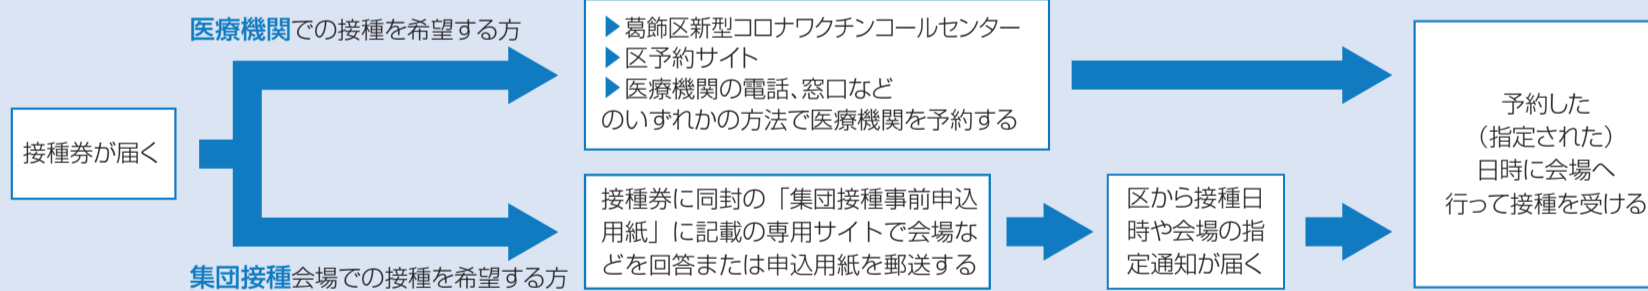 接種券が届く
医療機関での接種を希望する方
▶葛飾区新型コロナワクチンコールセンター
▶区予約サイト
▶医療機関の電話、窓口など
のいずれかの方法で医療機関を予約する
集団接種会場での接種を希望する方
接種券に同封の「集団接種事前申込
用紙」に記載の専用サイトで会場な
どを回答または申込用紙を郵送する
区から接種日
時や会場の指
定通知が届く
予約した
（指定された）
日時に会場へ
行って接種を受ける